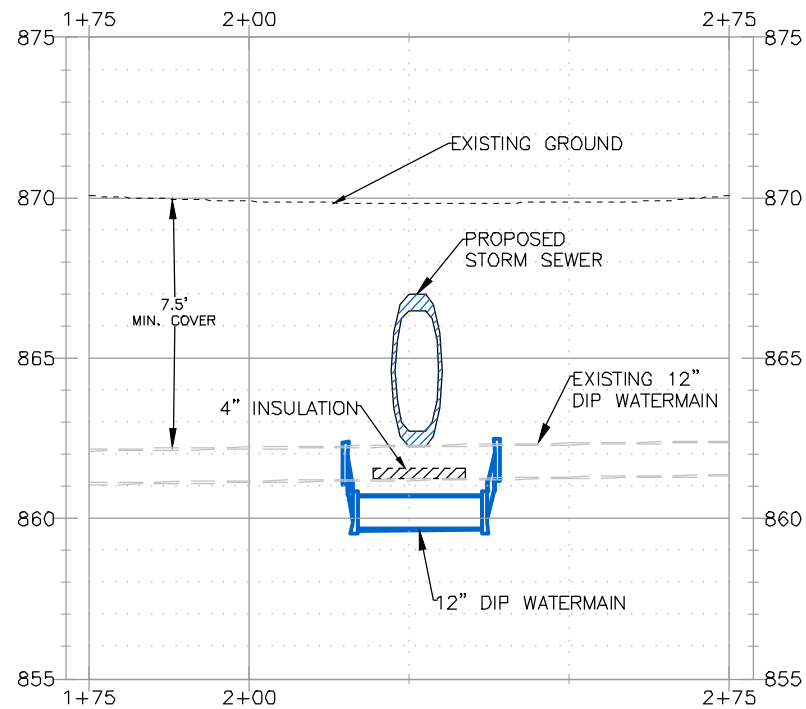 1+75 2+00 2+75
875 875
EXISTING GROUND
870 870
PROPOSED
STORM SEWER
7.5'
MIN. COVER
865 865
EXISTING 12"
DIP WATERMAIN
4" INSULATION
860 860
12" DIP WATERMAIN
855 855
1+75 2+00 2+75